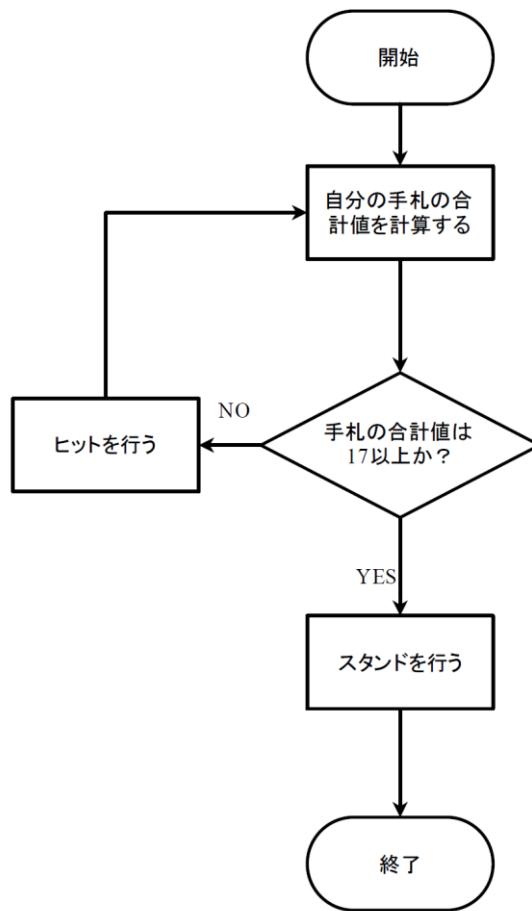 開始
自分の手札の合
計値を計算する
NO
ヒットを行う
手札の合計値は
17以上か？
YES
スタンドを行う
終了